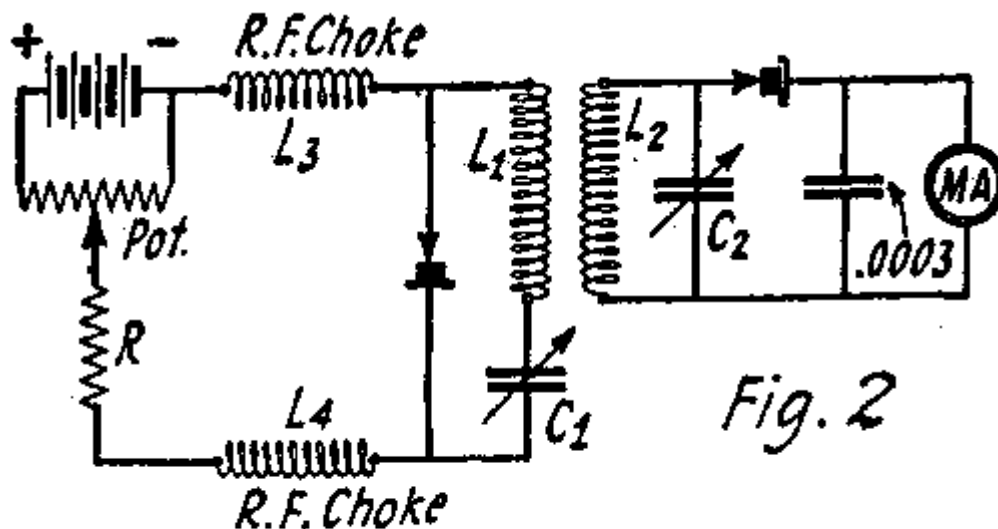 + -
R.F. Choke
L3
L1
L2
Pot.
C2
MA
.0003
R
L4
C1
R.F. Choke
Fig. 2